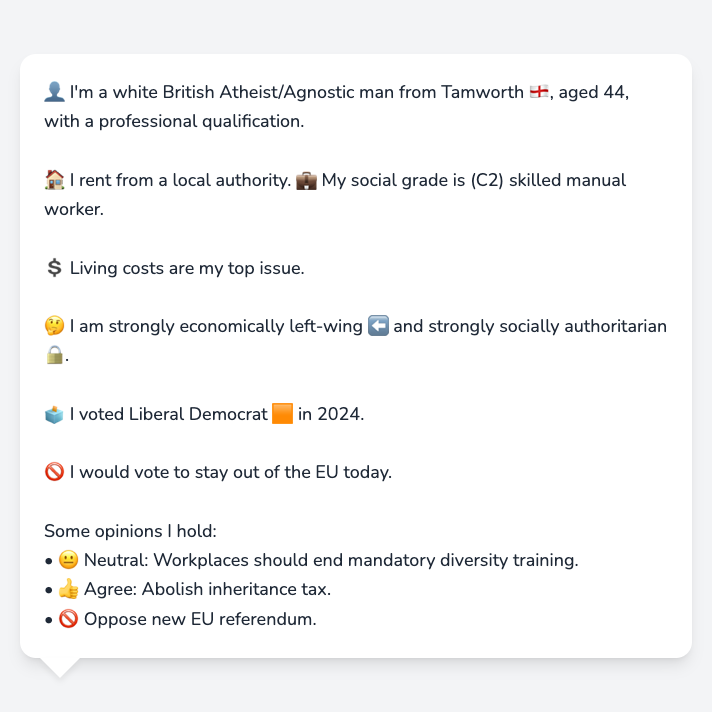 👤 I'm a white British Atheist/Agnostic man from Tamworth 🏴󠁧󠁢󠁥󠁮󠁧󠁿, aged 44,
with a professional qualification.
🏠 I rent from a local authority. 💼 My social grade is (C2) skilled manual
worker.
💲 Living costs are my top issue.
🤔 I am strongly economically left-wing ⬅️ and strongly socially authoritarian
🔒.
🗳️ I voted Liberal Democrat 🟧 in 2024.
🚫 I would vote to stay out of the EU today.
Some opinions I hold:
• 😐 Neutral: Workplaces should end mandatory diversity training.
• 👍 Agree: Abolish inheritance tax.
• 🚫 Oppose new EU referendum.